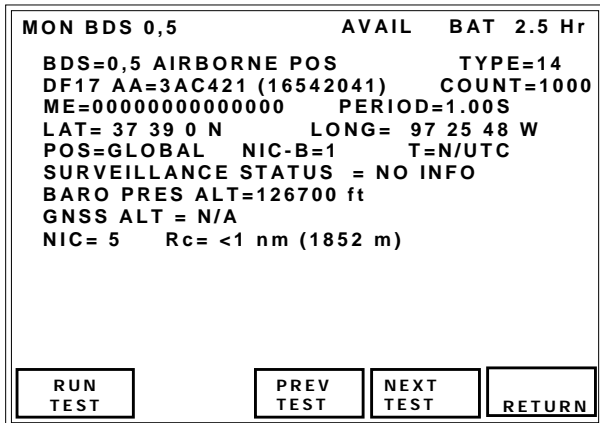 MON BDS 0,5 AVAIL BAT 2.5 Hr
BDS=0,5 AIRBORNE POS TYPE=14
DF17 AA=3AC421 (16542041) COUNT=1000
ME=00000000000000 PERIOD=1.00S
LAT= 37 39 0 N LONG= 97 25 48 W
POS=GLOBAL NIC-B=1 T=N/UTC
SURVEILLANCE STATUS = NO INFO
BARO PRES ALT=126700 ft
GNSS ALT = N/A
NIC= 5 Rc= <1 nm (1852 m)
RUN
TEST
PREV
TEST
NEXT
TEST
RETURN